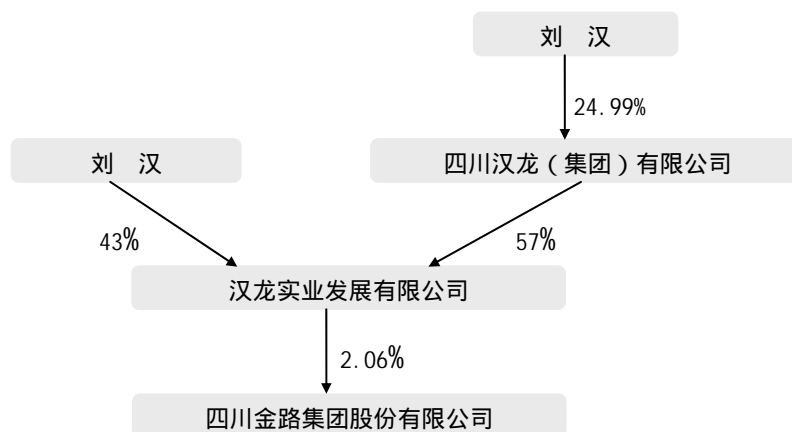 刘 汉
24.99%
刘 汉
四川汉龙（集团）有限公司
43%
57%
汉龙实业发展有限公司
2.06%
四川金路集团股份有限公司